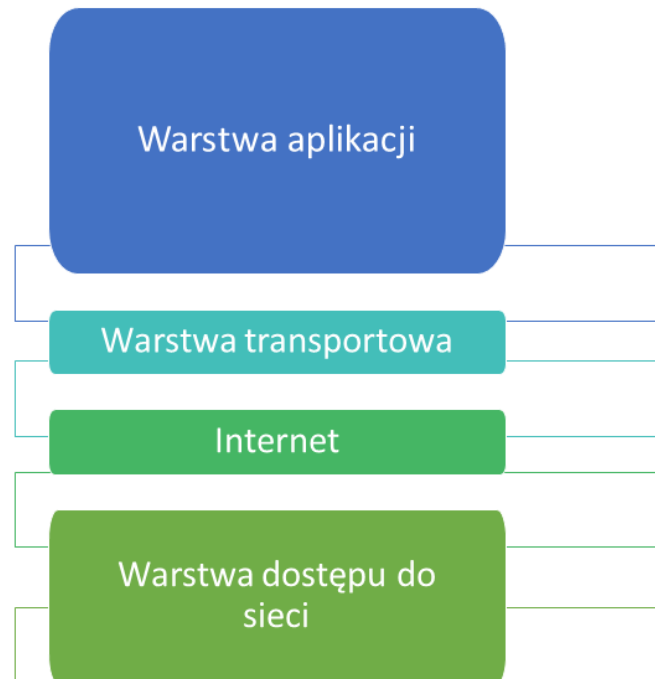 Warstwa aplikacji
Warstwa transportowa
Internet
Warstwa dostępu do
sieci